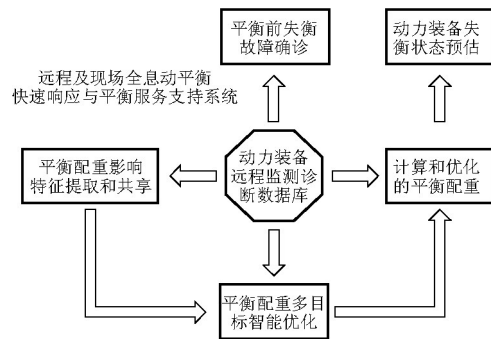 平衡前失衡
故障确诊
动力装备失
衡状态预估
远程及现场全息动平衡
快速响应与平衡服务支持系统
平衡配重影响
特征提取和共享
动力装备
远程监测诊
断数据库
计算和优化
的平衡配重
平衡配重多目
标智能优化